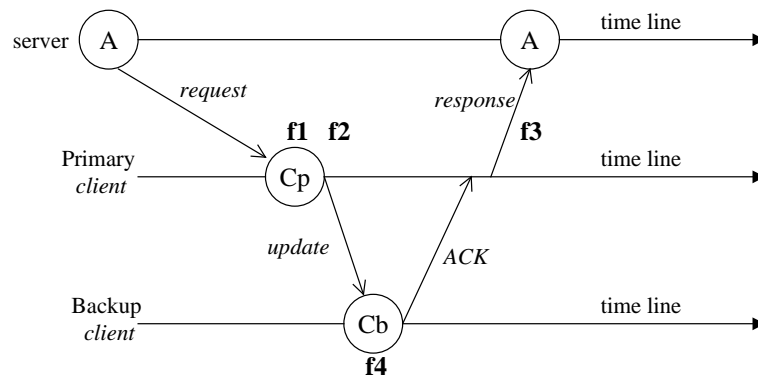 server A A time line
request response
f1 f2 f3
Primary
client Cp time line
update ACK
Backup
client Cb time line
f4